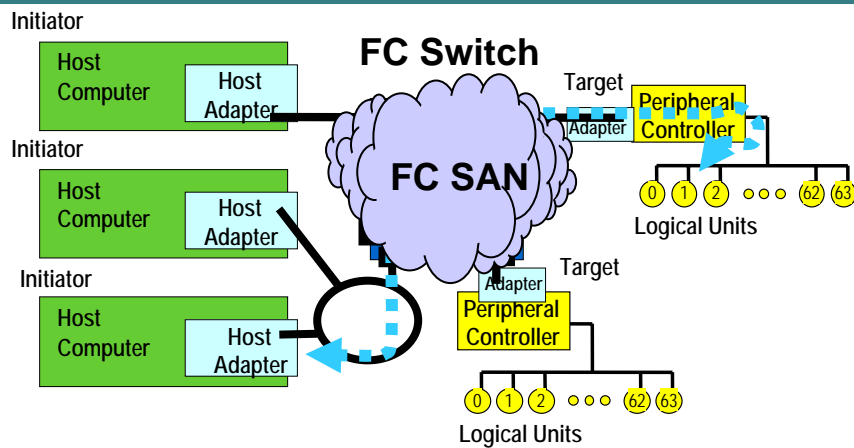 Initiator
Host
Computer
Host
Adapter
FC Switch
FC SAN
Target
Adapter
Peripheral
Controller
0 1 2 62 63
Logical Units
Initiator
Host
Computer
Host
Adapter
Initiator
Host
Computer
Host
Adapter
Target
Adapter
Peripheral
Controller
0 1 2 62 63
Logical Units